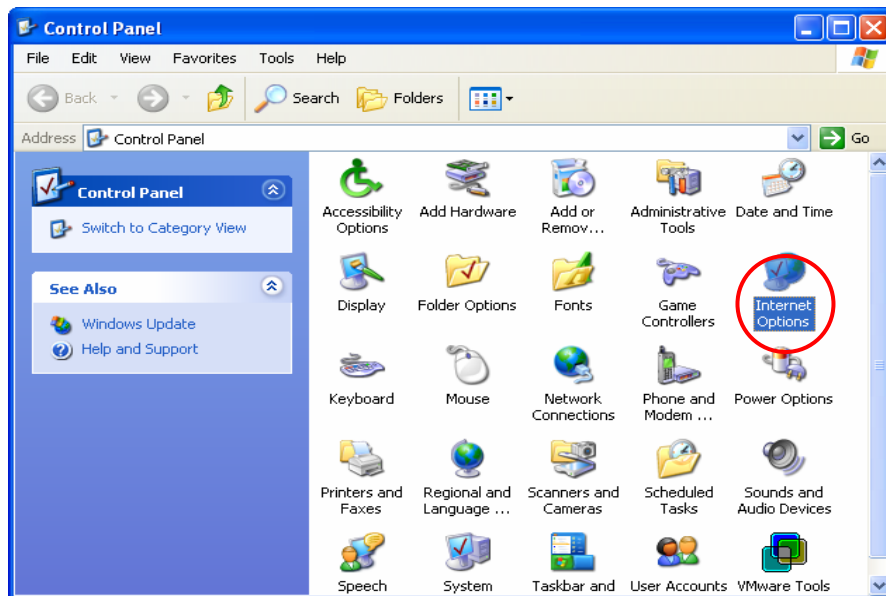 Control Panel
File Edit View Favorites Tools Help
Back Search Folders
Address Control Panel Go
Control Panel
Switch to Category View
See Also
Windows Update
Help and Support
Accessibility Options
Add Hardware
Add or Remov...
Administrative Tools
Date and Time
Display
Folder Options
Fonts
Game Controllers
Internet Options
Keyboard
Mouse
Network Connections
Phone and Modem ...
Power Options
Printers and Faxes
Regional and Language ...
Scanners and Cameras
Scheduled Tasks
Sounds and Audio Devices
Speech
System
Taskbar and
User Accounts
VMware Tools